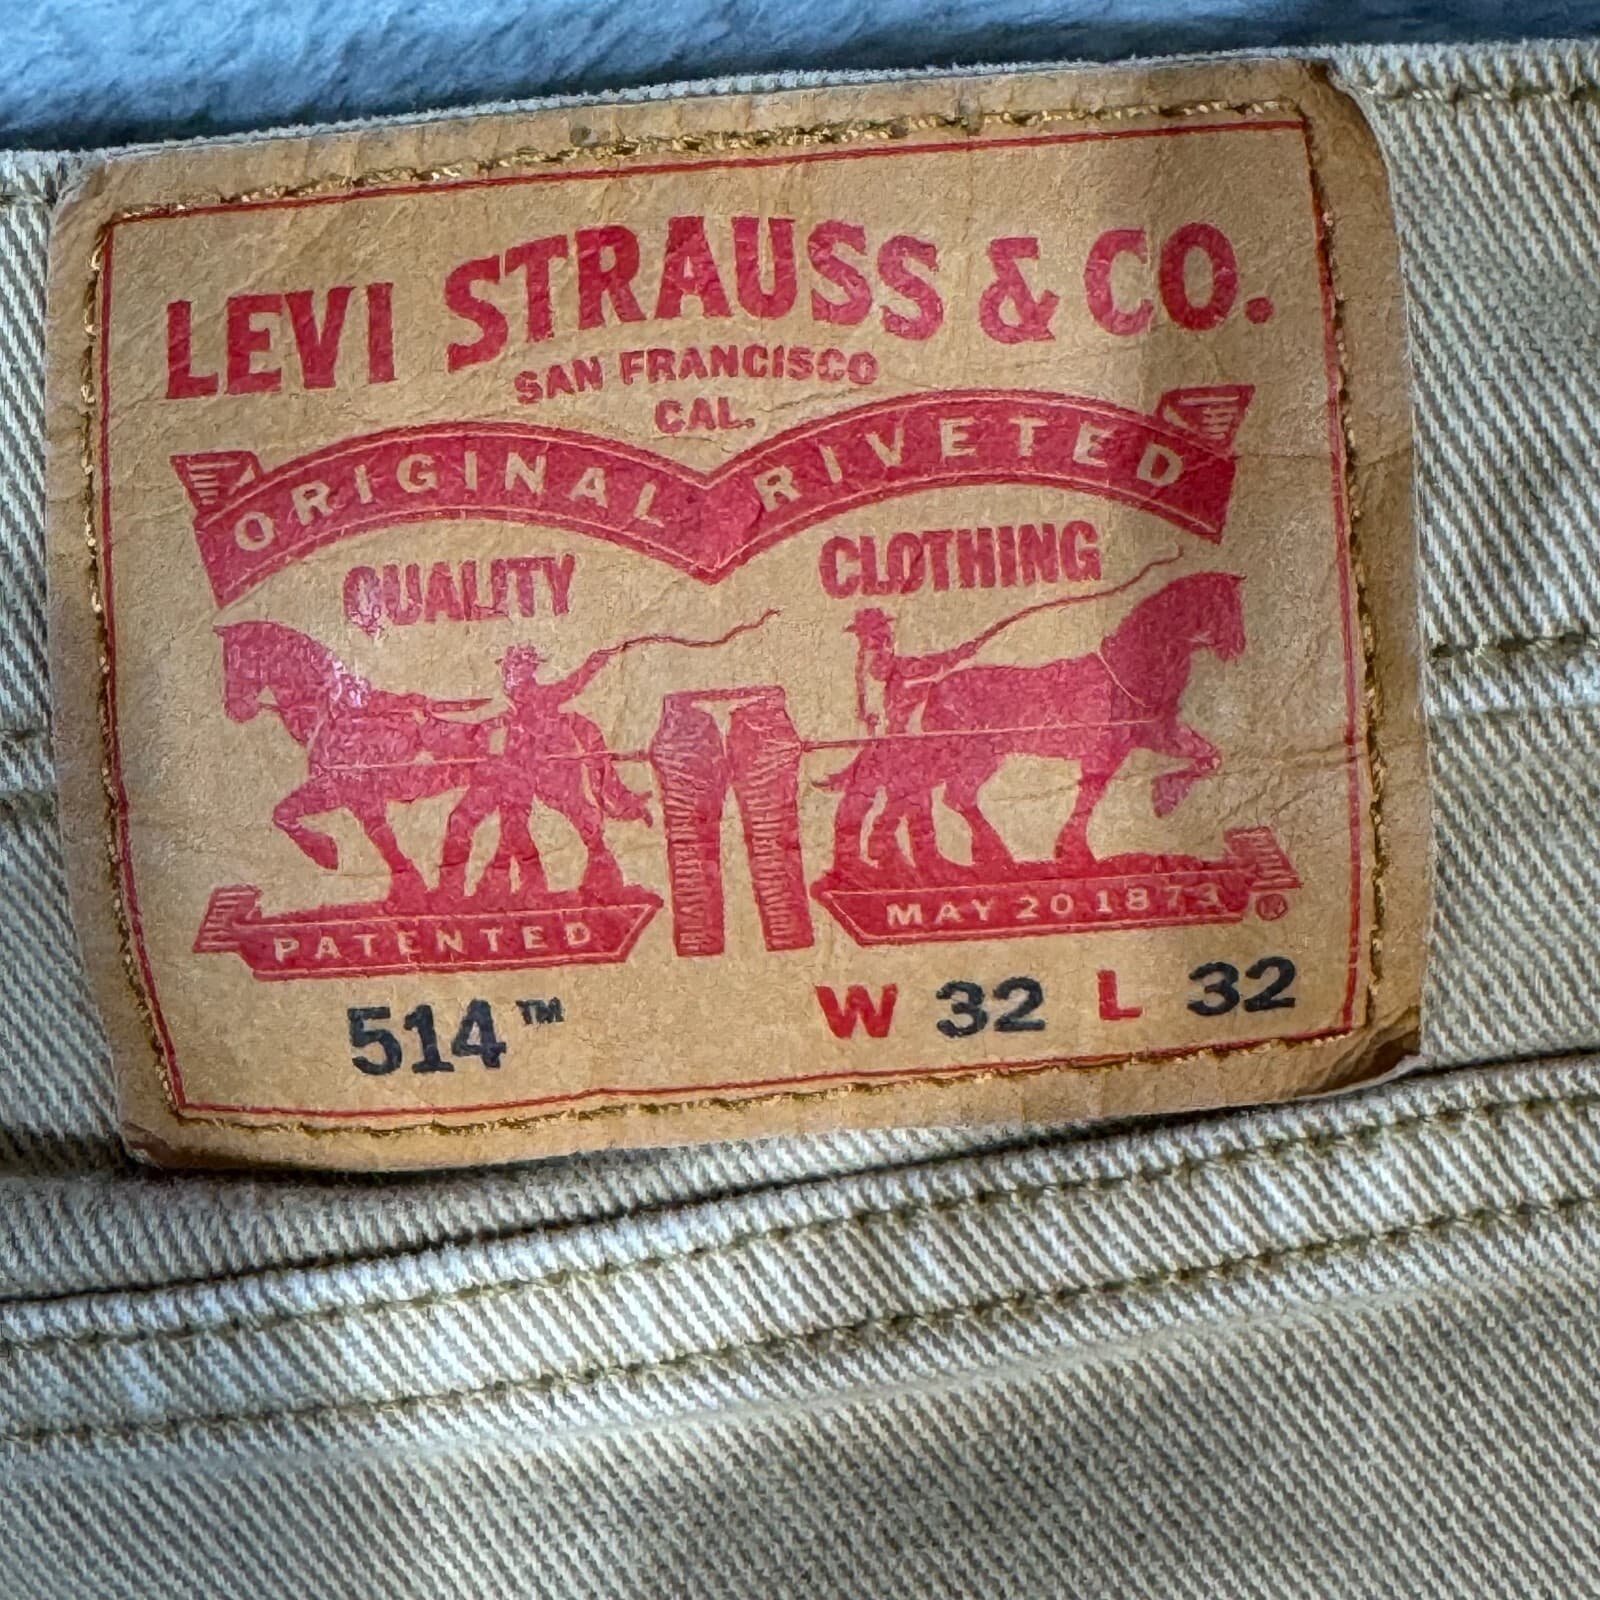 LEVI STRAUSS & CO.
SAN FRANCISCO
CAL.
ORIGINAL RIVETED
QUALITY CLOTHING
PATENTED MAY 20 1873 ®
514™ W 32 L 32